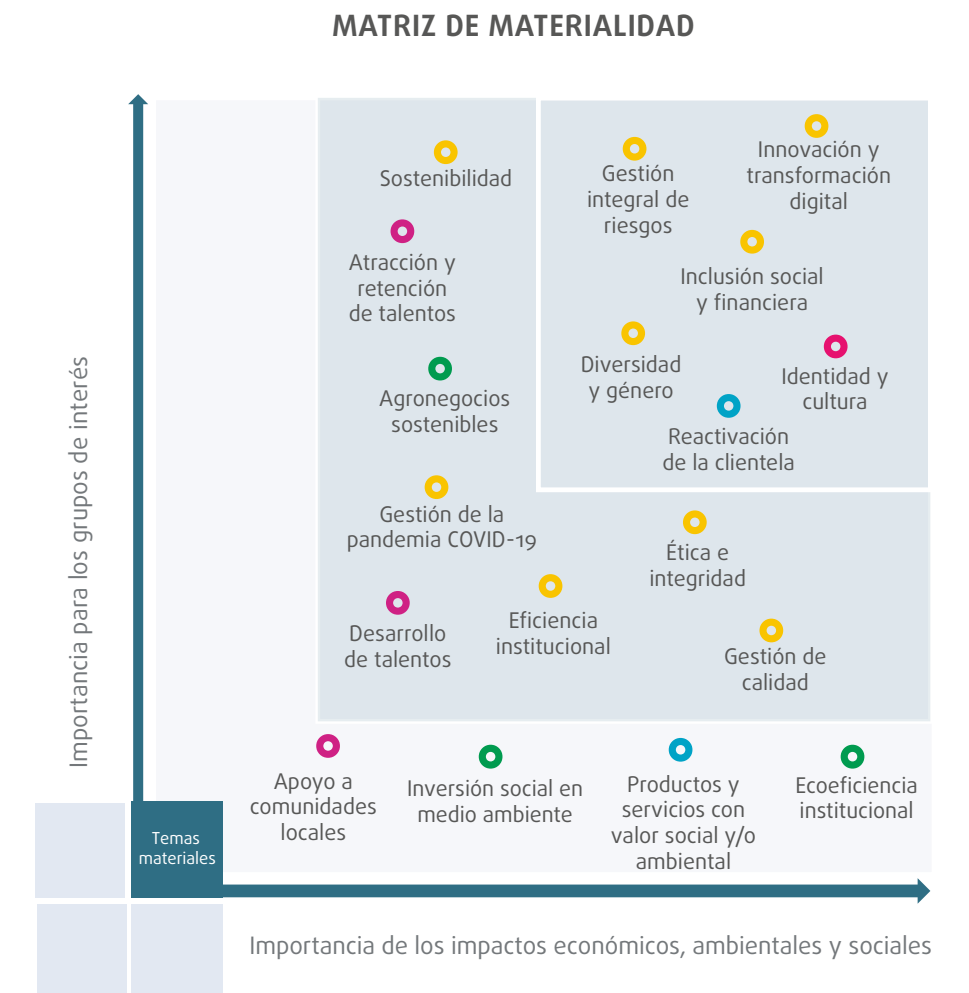 MATRIZ DE MATERIALIDAD
Importancia para los grupos de interés
Sostenibilidad
Atracción y
retención
de talentos
Agronegocios
sostenibles
Gestión de la
pandemia COVID-19
Desarrollo
de talentos
Eficiencia
institucional
Gestión
integral de
riesgos
Innovación y
transformación
digital
Inclusión social
y financiera
Diversidad
y género
Identidad y
cultura
Reactivación
de la clientela
Ética e
integridad
Gestión de
calidad
Apoyo a
comunidades
locales
Inversión social en
medio ambiente
Productos y
servicios con
valor social y/o
ambiental
Ecoeficiencia
institucional
Temas
materiales
Importancia de los impactos económicos, ambientales y sociales